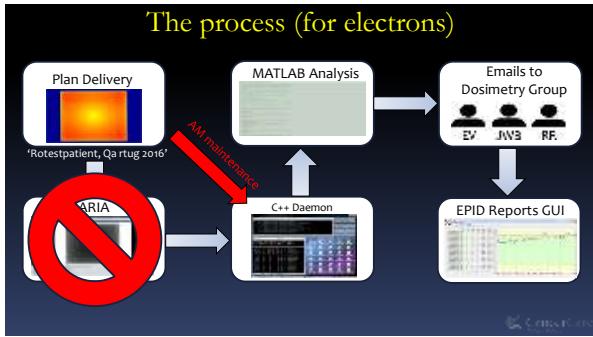 The process (for electrons)
Plan Delivery
'Rotestpatient, Qa rtug 2016'
ARIA
AM maintenance
C++ Daemon
MATLAB Analysis
Emails to
Dosimetry Group
EV JWB RF
EPID Reports GUI